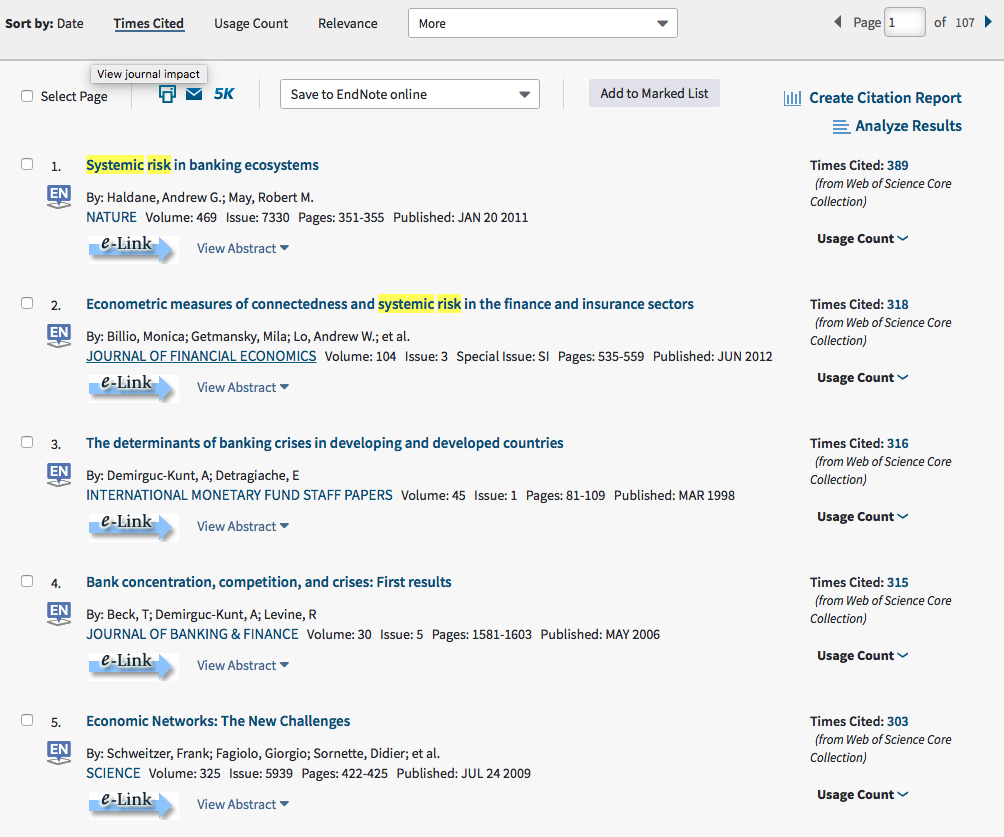 Sort by: Date Times Cited Usage Count Relevance More Page 1 of 107
View journal impact
Select Page 5K Save to EndNote online Add to Marked List Create Citation Report
Analyze Results
1. Systemic risk in banking ecosystems Times Cited: 389
EN By: Haldane, Andrew G.; May, Robert M. (from Web of Science Core
NATURE Volume: 469 Issue: 7330 Pages: 351-355 Published: JAN 20 2011 Collection)
e-Link View Abstract Usage Count
2. Econometric measures of connectedness and systemic risk in the finance and insurance sectors Times Cited: 318
EN By: Billio, Monica; Getmansky, Mila; Lo, Andrew W.; et al. (from Web of Science Core
JOURNAL OF FINANCIAL ECONOMICS Volume: 104 Issue: 3 Special Issue: SI Pages: 535-559 Published: JUN 2012 Collection)
e-Link View Abstract Usage Count
3. The determinants of banking crises in developing and developed countries Times Cited: 316
EN By: Demirguc-Kunt, A; Detragiache, E (from Web of Science Core
INTERNATIONAL MONETARY FUND STAFF PAPERS Volume: 45 Issue: 1 Pages: 81-109 Published: MAR 1998 Collection)
e-Link View Abstract Usage Count
4. Bank concentration, competition, and crises: First results Times Cited: 315
EN By: Beck, T; Demirguc-Kunt, A; Levine, R (from Web of Science Core
JOURNAL OF BANKING & FINANCE Volume: 30 Issue: 5 Pages: 1581-1603 Published: MAY 2006 Collection)
e-Link View Abstract Usage Count
5. Economic Networks: The New Challenges Times Cited: 303
EN By: Schweitzer, Frank; Fagiolo, Giorgio; Sornette, Didier; et al. (from Web of Science Core
SCIENCE Volume: 325 Issue: 5939 Pages: 422-425 Published: JUL 24 2009 Collection)
e-Link View Abstract Usage Count